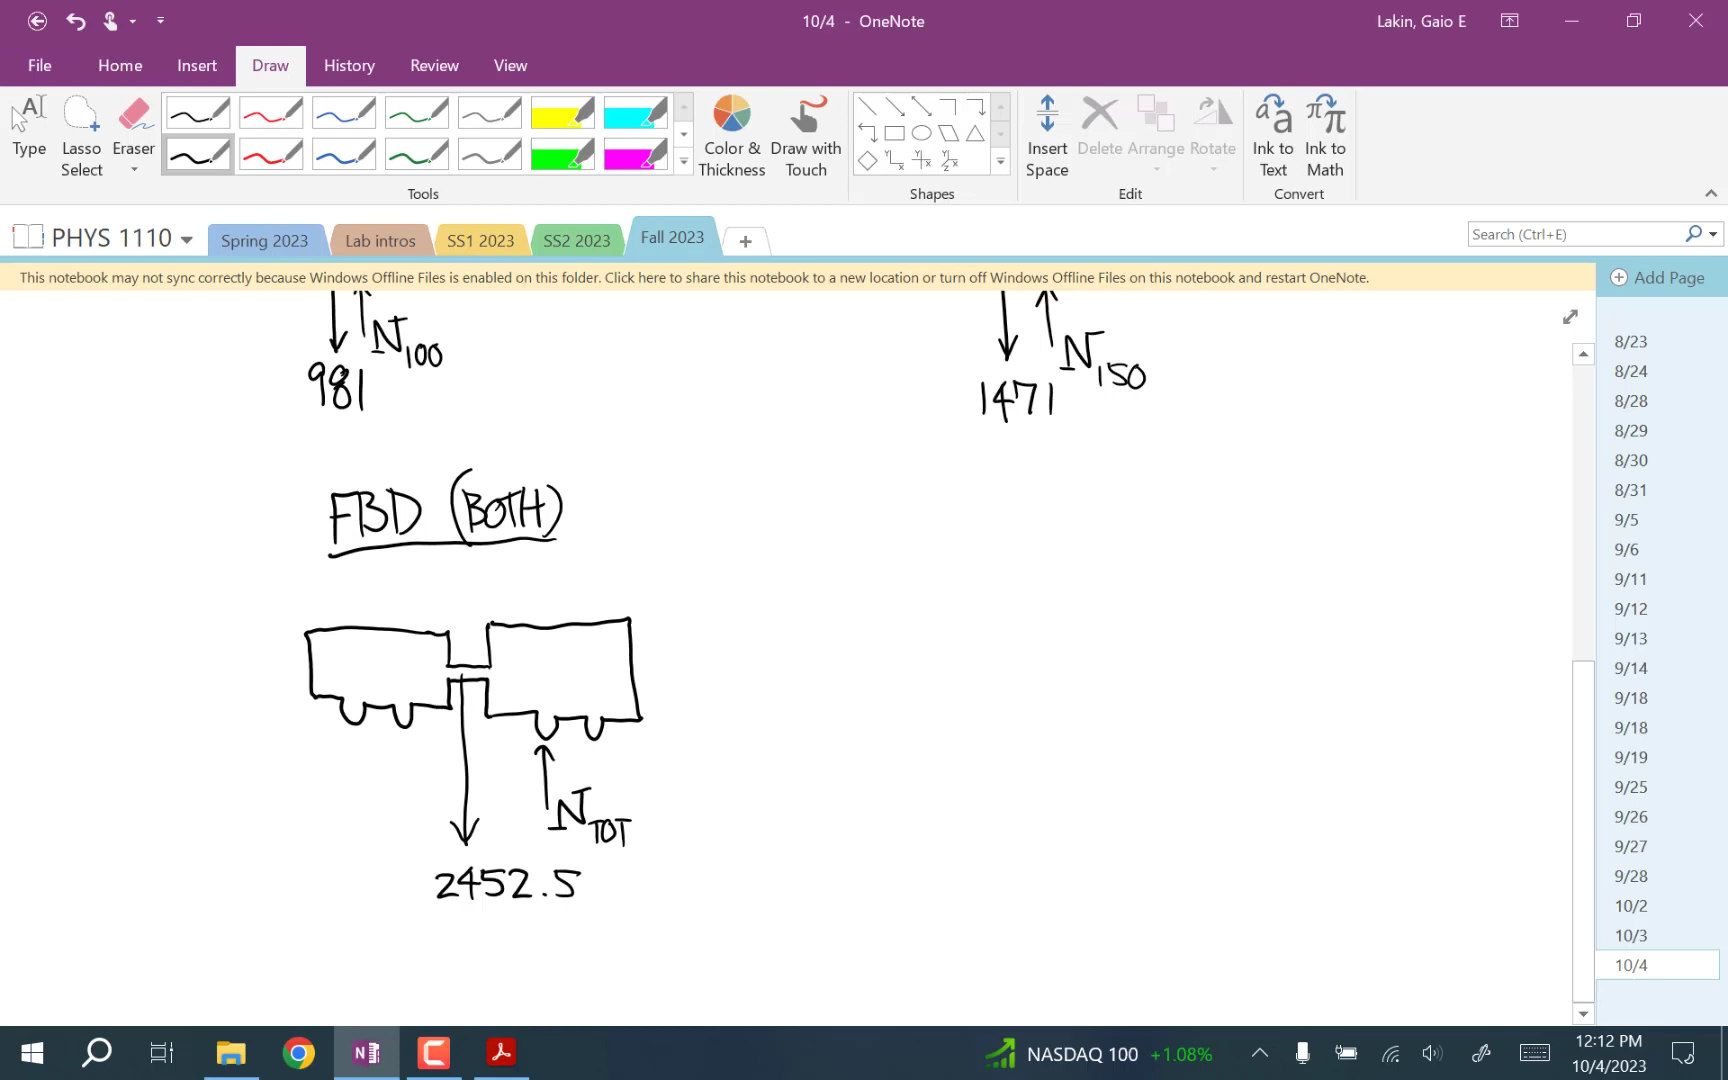 10/4 - OneNote
Lakin, Gaio E
File Home Insert Draw History Review View
Type
Lasso Select
Eraser
Color & Thickness
Draw with Touch
Insert Space
Delete
Arrange
Rotate
Ink to Text
Ink to Math
Tools
Shapes
Edit
Convert
PHYS 1110
Spring 2023
Lab intros
SS1 2023
SS2 2023
Fall 2023
Search (Ctrl+E)
This notebook may not sync correctly because Windows Offline Files is enabled on this folder. Click here to share this notebook to a new location or turn off Windows Offline Files on this notebook and restart OneNote.
Add Page
8/23
8/24
8/28
8/29
8/30
8/31
9/5
9/6
9/11
9/12
9/13
9/14
9/18
9/18
9/19
9/25
9/26
9/27
9/28
10/2
10/3
10/4
N100
981
N150
1471
FBD (BOTH)
NTOT
2452.5
NASDAQ 100 +1.08%
12:12 PM
10/4/2023